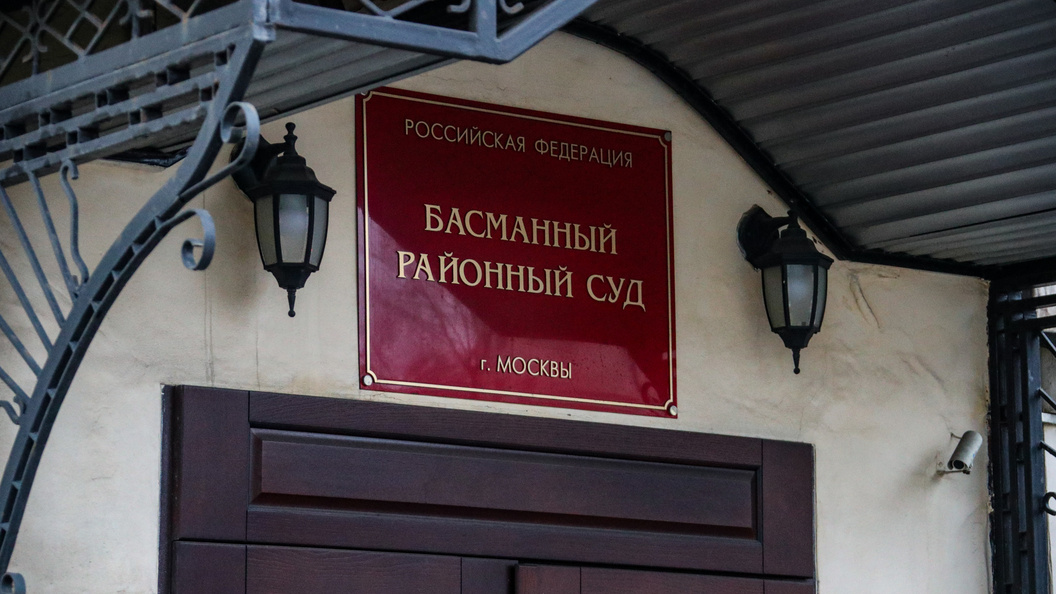 РОССИЙСКАЯ ФЕДЕРАЦИЯ
БАСМАННЫЙ
РАЙОННЫЙ СУД
г. МОСКВЫ